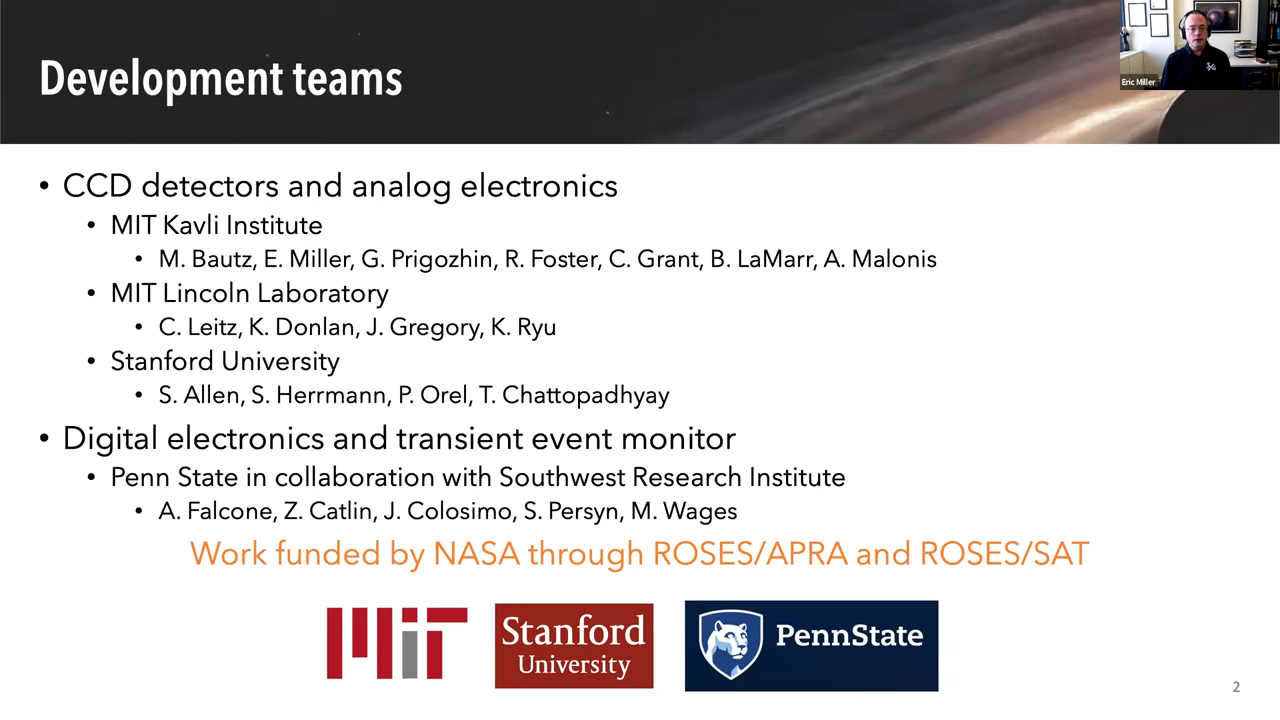 Development teams
Eric Miller
• CCD detectors and analog electronics
• MIT Kavli Institute
• M. Bautz, E. Miller, G. Prigozhin, R. Foster, C. Grant, B. LaMarr, A. Malonis
• MIT Lincoln Laboratory
• C. Leitz, K. Donlan, J. Gregory, K. Ryu
• Stanford University
• S. Allen, S. Herrmann, P. Orel, T. Chattopadhyay
• Digital electronics and transient event monitor
• Penn State in collaboration with Southwest Research Institute
• A. Falcone, Z. Catlin, J. Colosimo, S. Persyn, M. Wages
Work funded by NASA through ROSES/APRA and ROSES/SAT
MIT
Stanford
University
PennState
2